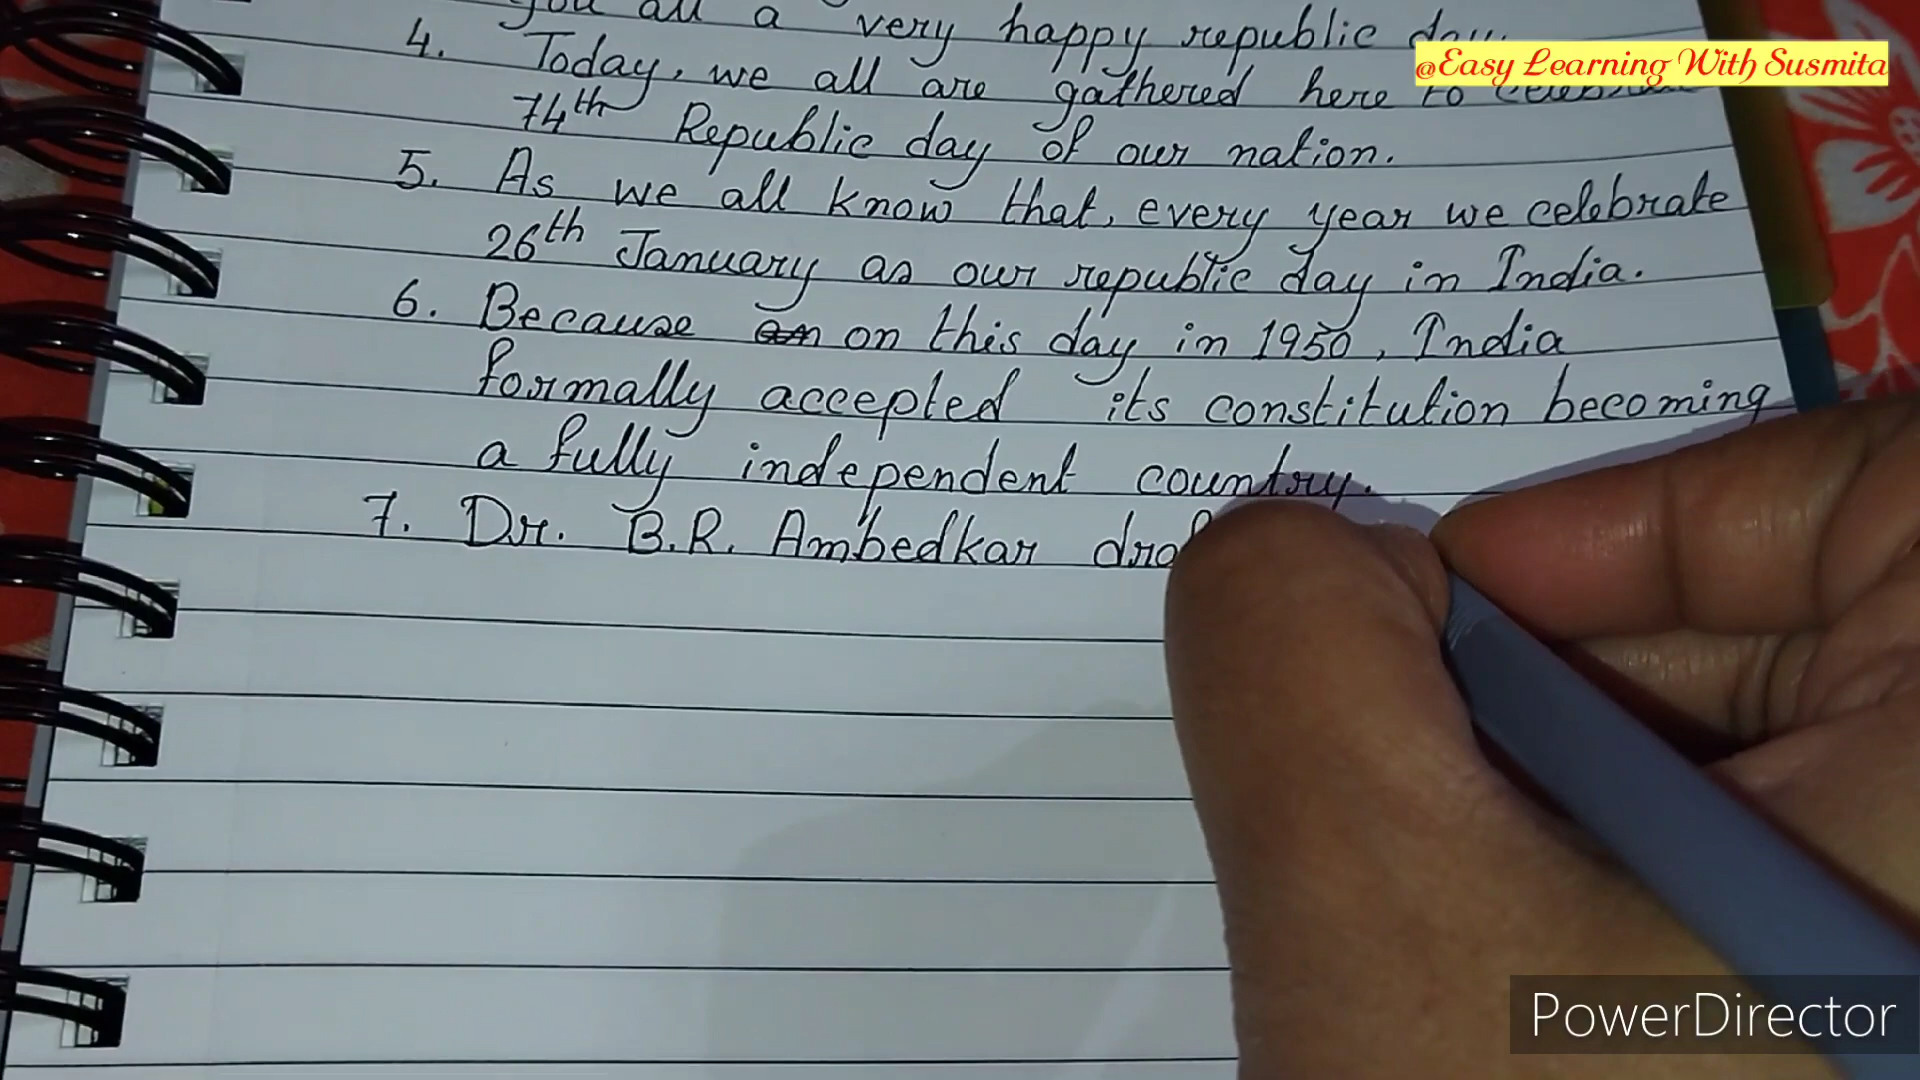 you all a very happy republic day.
@Easy Learning With Susmita
4. Today, we all are gathered here to
74th Republic day of our nation.
5. As we all know that, every year we celebrate
26th January as our republic day in India.
6. Because on this day in 1950, India
formally accepted its constitution becoming
a fully independent country.
7. Dr. B.R. Ambedkar
PowerDirector